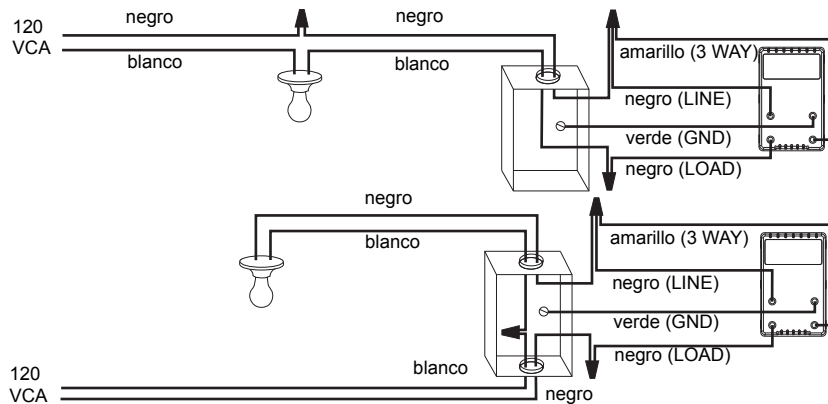 negro
negro
120
VCA
blanco
blanco
amarillo (3 WAY)
negro (LINE)
verde (GND)
negro (LOAD)
negro
blanco
amarillo (3 WAY)
negro (LINE)
verde (GND)
negro (LOAD)
blanco
120
VCA
negro